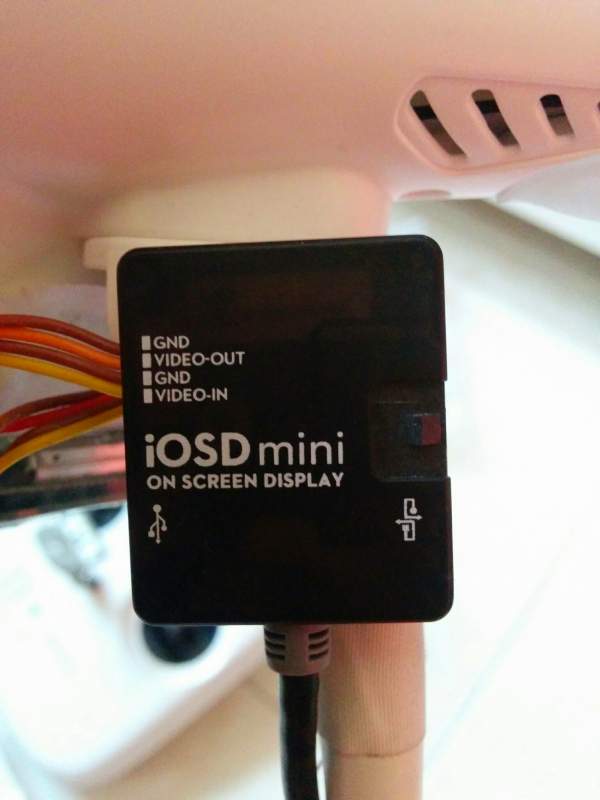 GND
VIDEO-OUT
GND
VIDEO-IN
iOSD mini
ON SCREEN DISPLAY